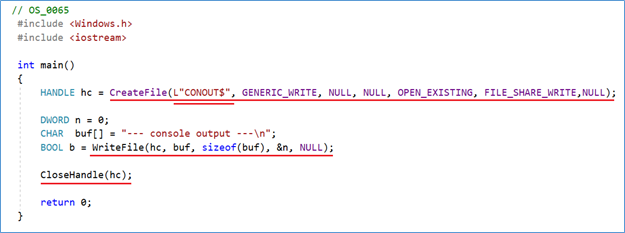 // OS_0065
#include <Windows.h>
#include <iostream>
int main()
{
HANDLE hc = CreateFile(L"CONOUT$", GENERIC_WRITE, NULL, NULL, OPEN_EXISTING, FILE_SHARE_WRITE,NULL);
DWORD n = 0;
CHAR  buf[] = "--- console output ---\n";
BOOL b = WriteFile(hc, buf, sizeof(buf), &n, NULL);
CloseHandle(hc);
return 0;
}